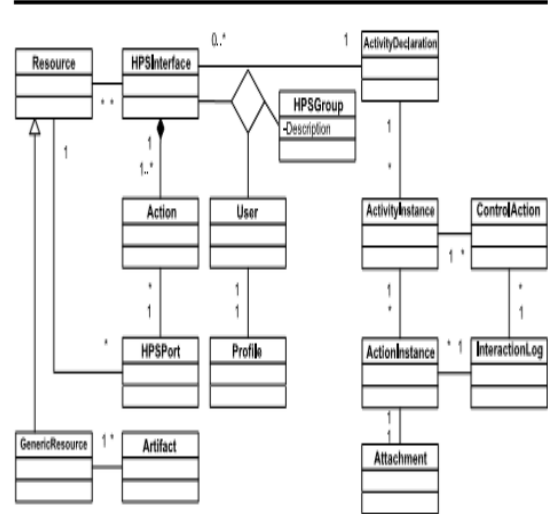 0..*
1
ActivityDeclaration
Resource
HPSInterface
* *
HPSGroup
-Description
1
1
1..*
1
*
Action
User
ActivityInstance
ControlAction
1 *
*
1
1
1
1
*
*
1
*
HPSPort
Profile
ActionInstance
* 1
InteractionLog
1
1
GenericResource
1 *
Artifact
Attachment